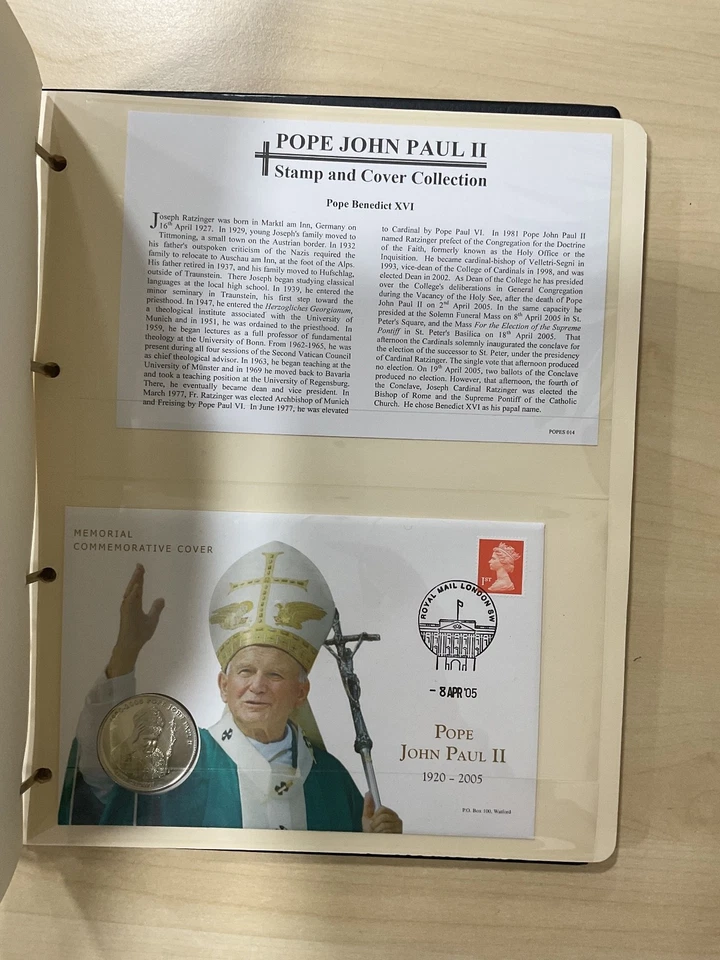 POPE JOHN PAUL II
Stamp and Cover Collection
Pope Benedict XVI
Joseph Ratzinger was born in Marktl am Inn, Germany on
16th April 1927. In 1929, young Joseph's family moved to
Tittmoning, a small town on the Austrian border. In 1932
his father's outspoken criticism of the Nazis required the
family to relocate to Auschau am Inn, at the foot of the Alps.
His father retired in 1937, and his family moved to Hufschlag,
outside of Traunstein. There Joseph began studying classical
languages at the local high school. In 1939, he entered the
minor seminary in Traunstein, his first step toward the
priesthood. In 1947, he entered the Herzogliches Georgianum,
a theological institute associated with the University of
Munich and in 1951, he was ordained to the priesthood. In
1959, he began lectures as a full professor of fundamental
theology at the University of Bonn. From 1962-1965, he was
present during all four sessions of the Second Vatican Council
as chief theological advisor. In 1963, he began teaching at the
University of Münster and in 1969 he moved back to Bavaria
and took a teaching position at the University of Regensburg.
There, he eventually became dean and vice president. In
March 1977, Fr. Ratzinger was elected Archbishop of Munich
and Freising by Pope Paul VI. In June 1977, he was elevated
to Cardinal by Pope Paul VI. In 1981 Pope John Paul II
named Ratzinger prefect of the Congregation for the Doctrine
of the Faith, formerly known as the Holy Office or the
Inquisition. He became cardinal-bishop of Velletri-Segni in
1993, vice-dean of the College of Cardinals in 1998, and was
elected Dean in 2002. As Dean of the College he has presided
over the College's deliberations in General Congregation
during the Vacancy of the Holy See, after the death of Pope
John Paul II on 2nd April 2005. In the same capacity he
presided at the Solemn Funeral Mass on 8th April 2005 in St.
Peter's Square, and the Mass For the Election of the Supreme
Pontiff in St. Peter's Basilica on 18th April 2005. That
afternoon the Cardinals solemnly inaugurated the conclave for
the election of the successor to St. Peter, under the presidency
of Cardinal Ratzinger. The single vote that afternoon produced
no election. On 19th April 2005, two ballots of the Conclave
produced no election. However, that afternoon, the fourth of
the Conclave, Joseph Cardinal Ratzinger was elected the
Bishop of Rome and the Supreme Pontiff of the Catholic
Church. He chose Benedict XVI as his papal name.
POPES 014
MEMORIAL
COMMEMORATIVE COVER
1ST
ROYAL MAIL LONDON SW
- 8 APR '05
POPE
JOHN PAUL II
1920 - 2005
P.O. Box 100, Watford